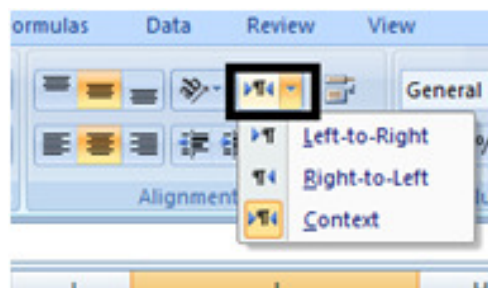 ormulas Data Review View
General
Left-to-Right
%
Right-to-Left
Alignment
Context